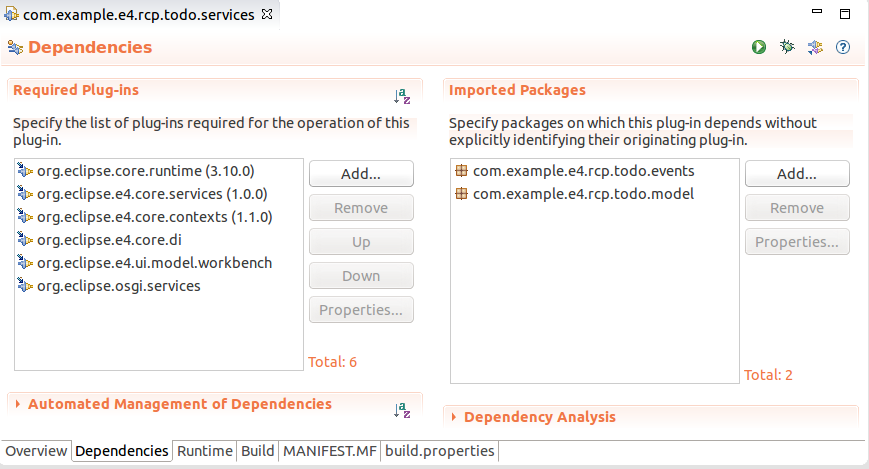 com.example.e4.rcp.todo.services
Dependencies
Required Plug-ins
Specify the list of plug-ins required for the operation of this
plug-in.
org.eclipse.core.runtime (3.10.0)
org.eclipse.e4.core.services (1.0.0)
org.eclipse.e4.core.contexts (1.1.0)
org.eclipse.e4.core.di
org.eclipse.e4.ui.model.workbench
org.eclipse.osgi.services
Add...
Remove
Up
Down
Properties...
Total: 6
Automated Management of Dependencies
Imported Packages
Specify packages on which this plug-in depends without
explicitly identifying their originating plug-in.
com.example.e4.rcp.todo.events
com.example.e4.rcp.todo.model
Add...
Remove
Properties...
Total: 2
Dependency Analysis
Overview Dependencies Runtime Build MANIFEST.MF build.properties